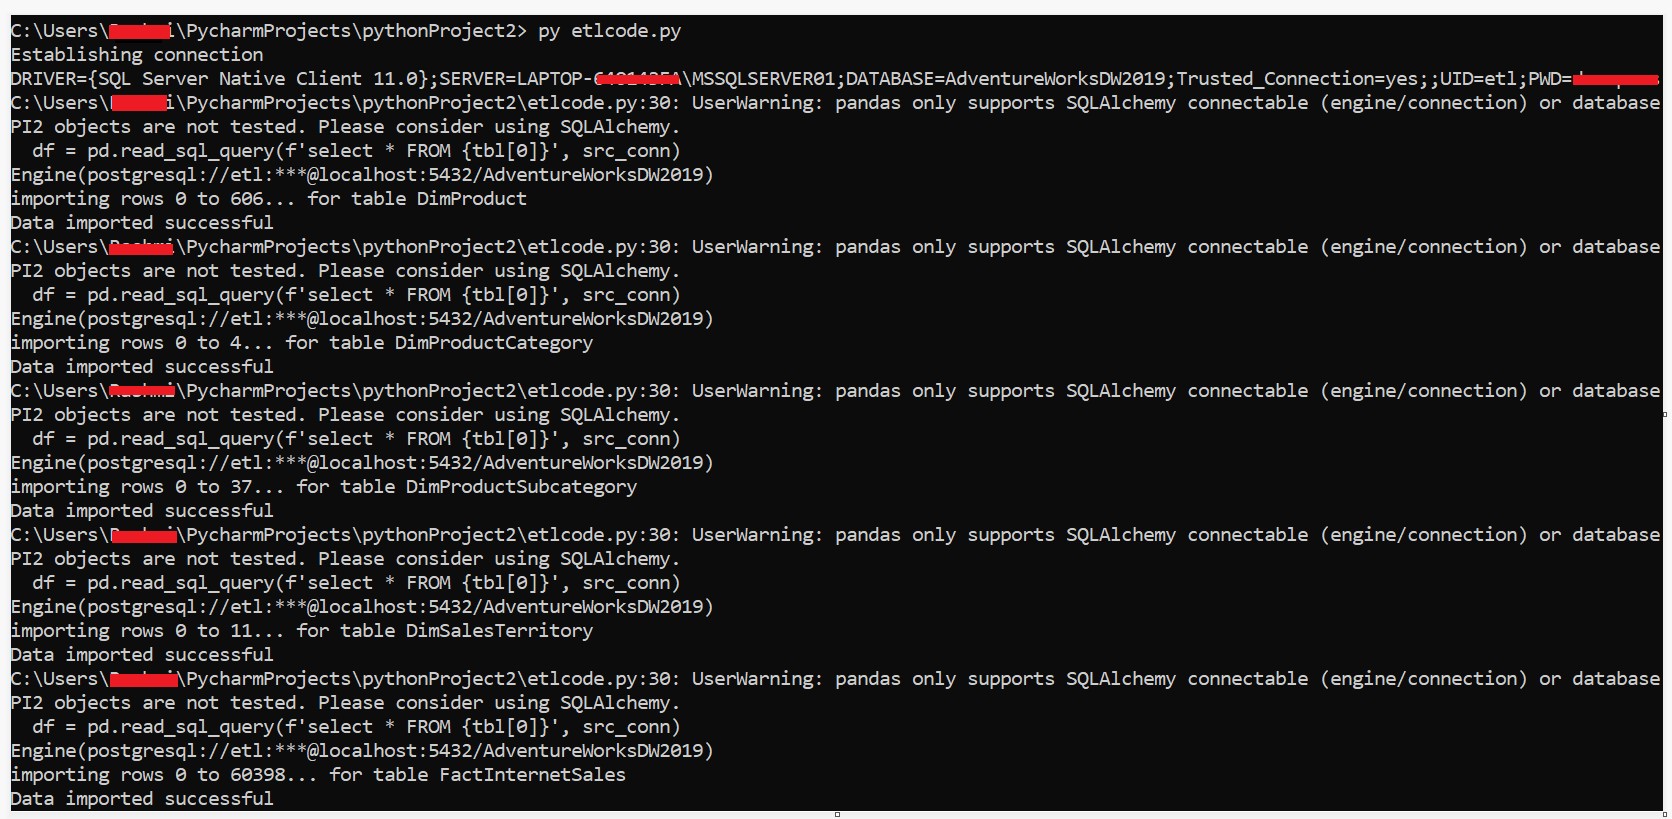 C:\Users\ \PycharmProjects\pythonProject2> py etlcode.py
Establishing connection
DRIVER={SQL Server Native Client 11.0};SERVER=LAPTOP- \MSSQLSERVER01;DATABASE=AdventureWorksDW2019;Trusted_Connection=yes;;UID=etl;PWD=
C:\Users\ \PycharmProjects\pythonProject2\etlcode.py:30: UserWarning: pandas only supports SQLAlchemy connectable (engine/connection) or database
PI2 objects are not tested. Please consider using SQLAlchemy.
df = pd.read_sql_query(f'select * FROM {tbl[0]}', src_conn)
Engine(postgresql://etl:***@localhost:5432/AdventureWorksDW2019)
importing rows 0 to 606... for table DimProduct
Data imported successful
C:\Users\ \PycharmProjects\pythonProject2\etlcode.py:30: UserWarning: pandas only supports SQLAlchemy connectable (engine/connection) or database
PI2 objects are not tested. Please consider using SQLAlchemy.
df = pd.read_sql_query(f'select * FROM {tbl[0]}', src_conn)
Engine(postgresql://etl:***@localhost:5432/AdventureWorksDW2019)
importing rows 0 to 4... for table DimProductCategory
Data imported successful
C:\Users\ \PycharmProjects\pythonProject2\etlcode.py:30: UserWarning: pandas only supports SQLAlchemy connectable (engine/connection) or database
PI2 objects are not tested. Please consider using SQLAlchemy.
df = pd.read_sql_query(f'select * FROM {tbl[0]}', src_conn)
Engine(postgresql://etl:***@localhost:5432/AdventureWorksDW2019)
importing rows 0 to 37... for table DimProductSubcategory
Data imported successful
C:\Users\ \PycharmProjects\pythonProject2\etlcode.py:30: UserWarning: pandas only supports SQLAlchemy connectable (engine/connection) or database
PI2 objects are not tested. Please consider using SQLAlchemy.
df = pd.read_sql_query(f'select * FROM {tbl[0]}', src_conn)
Engine(postgresql://etl:***@localhost:5432/AdventureWorksDW2019)
importing rows 0 to 11... for table DimSalesTerritory
Data imported successful
C:\Users\ \PycharmProjects\pythonProject2\etlcode.py:30: UserWarning: pandas only supports SQLAlchemy connectable (engine/connection) or database
PI2 objects are not tested. Please consider using SQLAlchemy.
df = pd.read_sql_query(f'select * FROM {tbl[0]}', src_conn)
Engine(postgresql://etl:***@localhost:5432/AdventureWorksDW2019)
importing rows 0 to 60398... for table FactInternetSales
Data imported successful